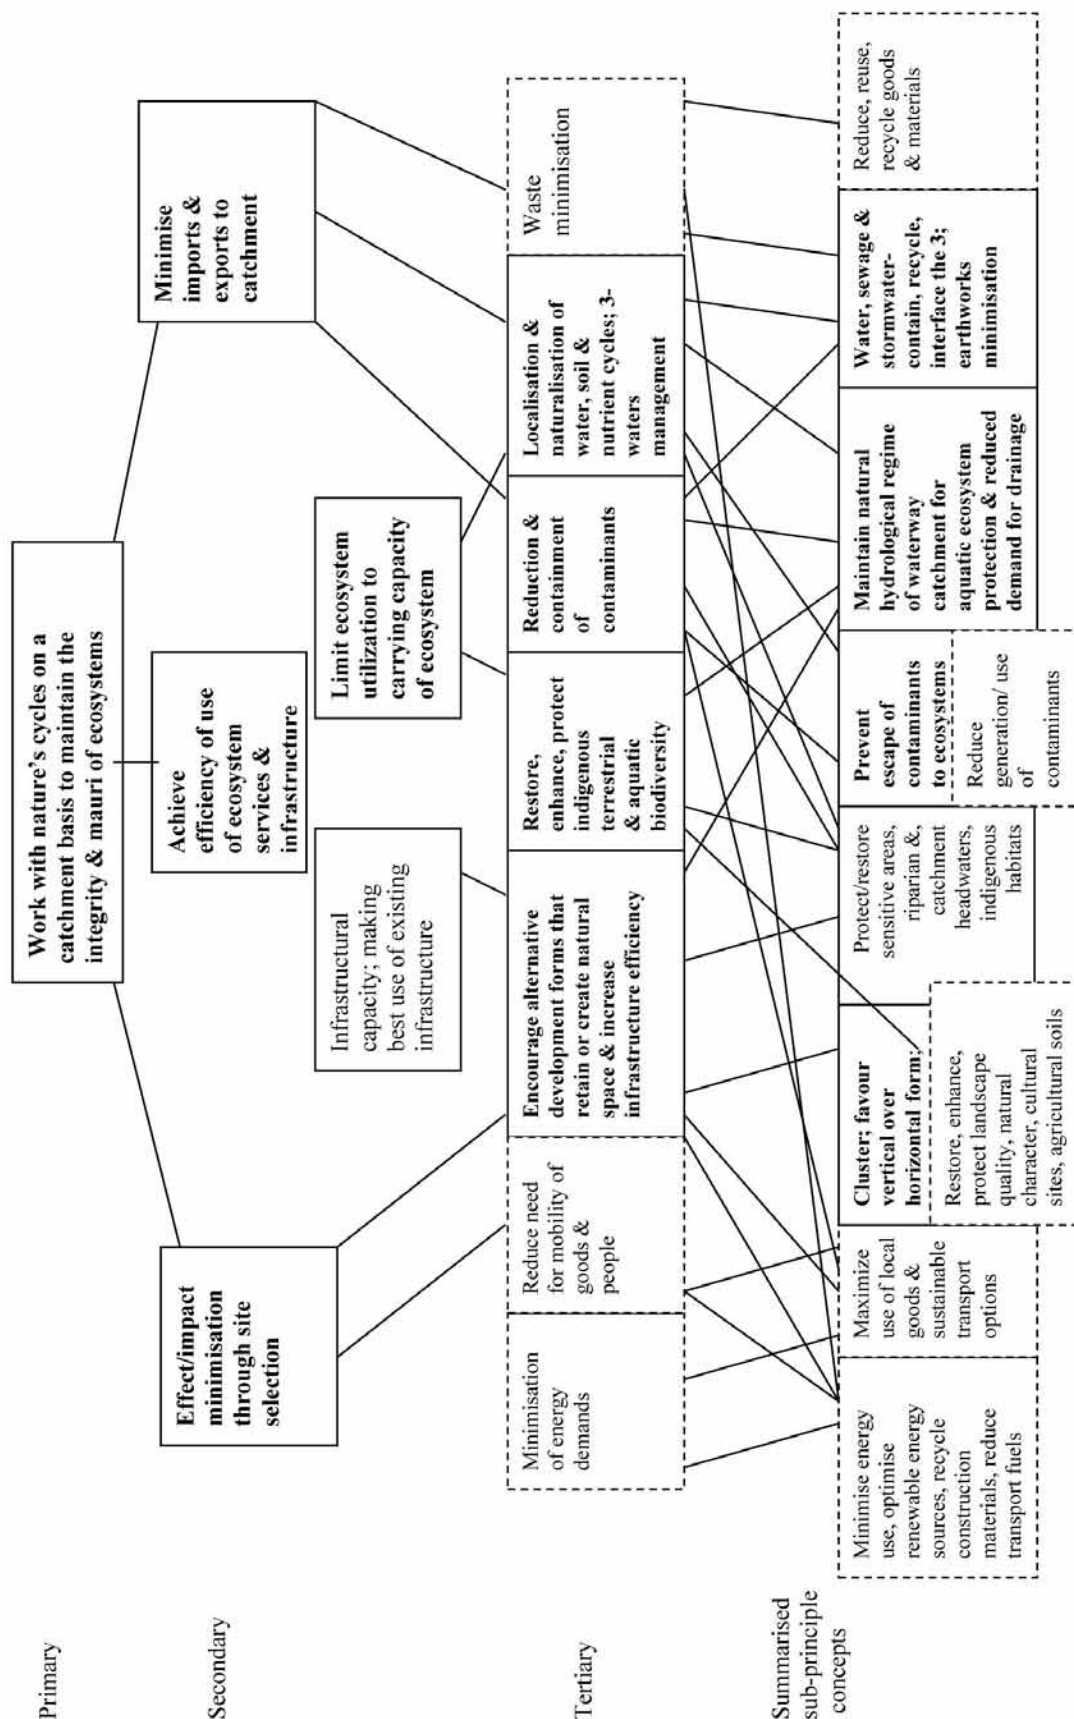 Primary
Work with nature's cycles on a
catchment basis to maintain the
integrity & mauri of ecosystems
Secondary
Effect/impact
minimisation
through site
selection
Achieve
efficiency of use
of ecosystem
services &
infrastructure
Minimise
imports &
exports to
catchment
Infrastructural
capacity; making
best use of existing
infrastructure
Limit ecosystem
utilization to
carrying capacity
of ecosystem
Tertiary
Minimisation
of energy
demands
Reduce need
for mobility of
goods &
people
Encourage alternative
development forms that
retain or create natural
space & increase
infrastructure efficiency
Restore,
enhance, protect
indigenous
terrestrial
& aquatic
biodiversity
Reduction &
containment
of
contaminants
Localisation &
naturalisation of
water, soil &
nutrient cycles; 3-
waters
management
Waste
minimisation
Summarised
sub-principle
concepts
Minimise energy
use, optimise
renewable energy
sources, recycle
construction
materials, reduce
transport fuels
Maximize
use of local
goods &
sustainable
transport
options
Cluster; favour
vertical over
horizontal form;
Restore, enhance,
protect landscape
quality, natural
character, cultural
sites, agricultural soils
Protect/restore
sensitive areas,
riparian &,
catchment
headwaters,
indigenous
habitats
Prevent
escape of
contaminants
to ecosystems
Reduce
generation/ use
of
contaminants
Maintain natural
hydrological regime
of waterway
catchment for
aquatic ecosystem
protection & reduced
demand for drainage
Water, sewage &
stormwater-
contain, recycle,
interface the 3;
earthworks
minimisation
Reduce, reuse,
recycle goods
& materials